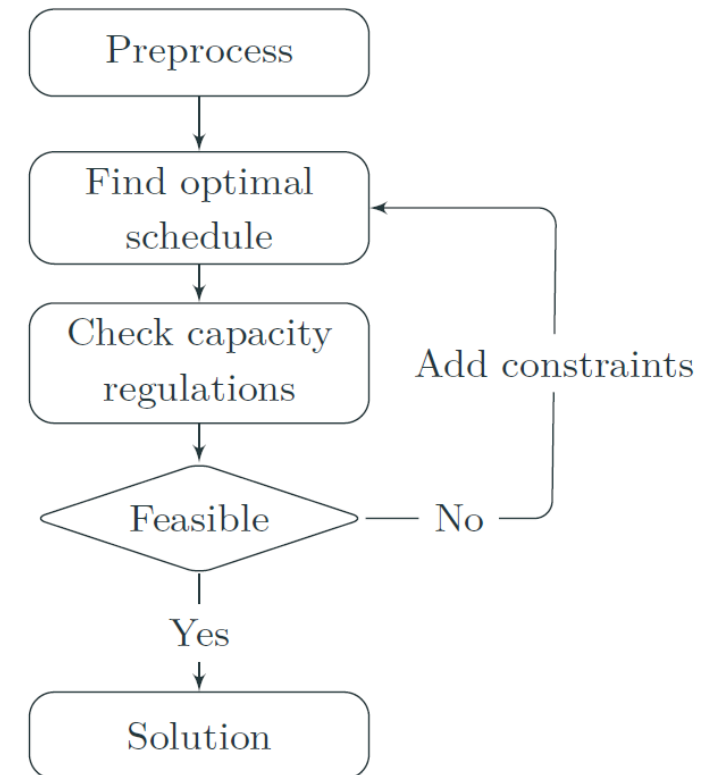 Preprocess
Find optimal
schedule
Check capacity
regulations
Add constraints
Feasible
No
Yes
Solution